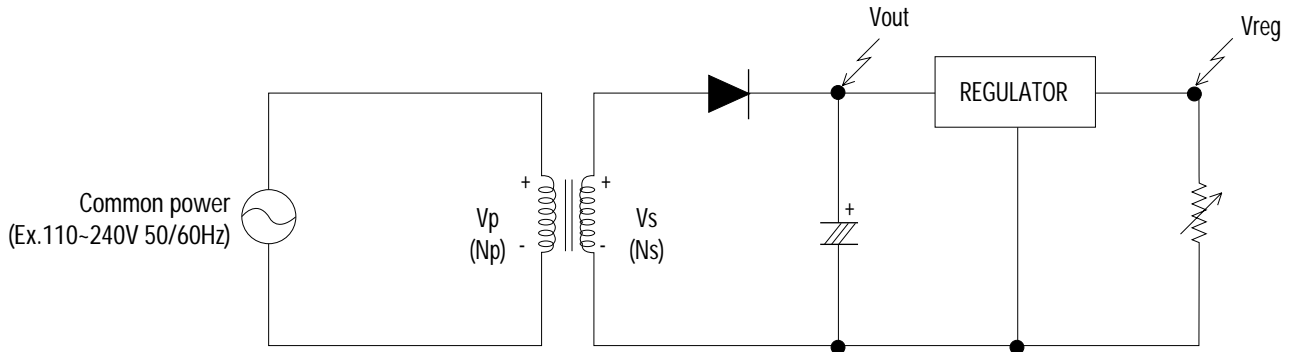 Vout
Vreg
REGULATOR
Common power
(Ex.110~240V 50/60Hz)
+
-
Vp
(Np)
+
-
Vs
(Ns)
+